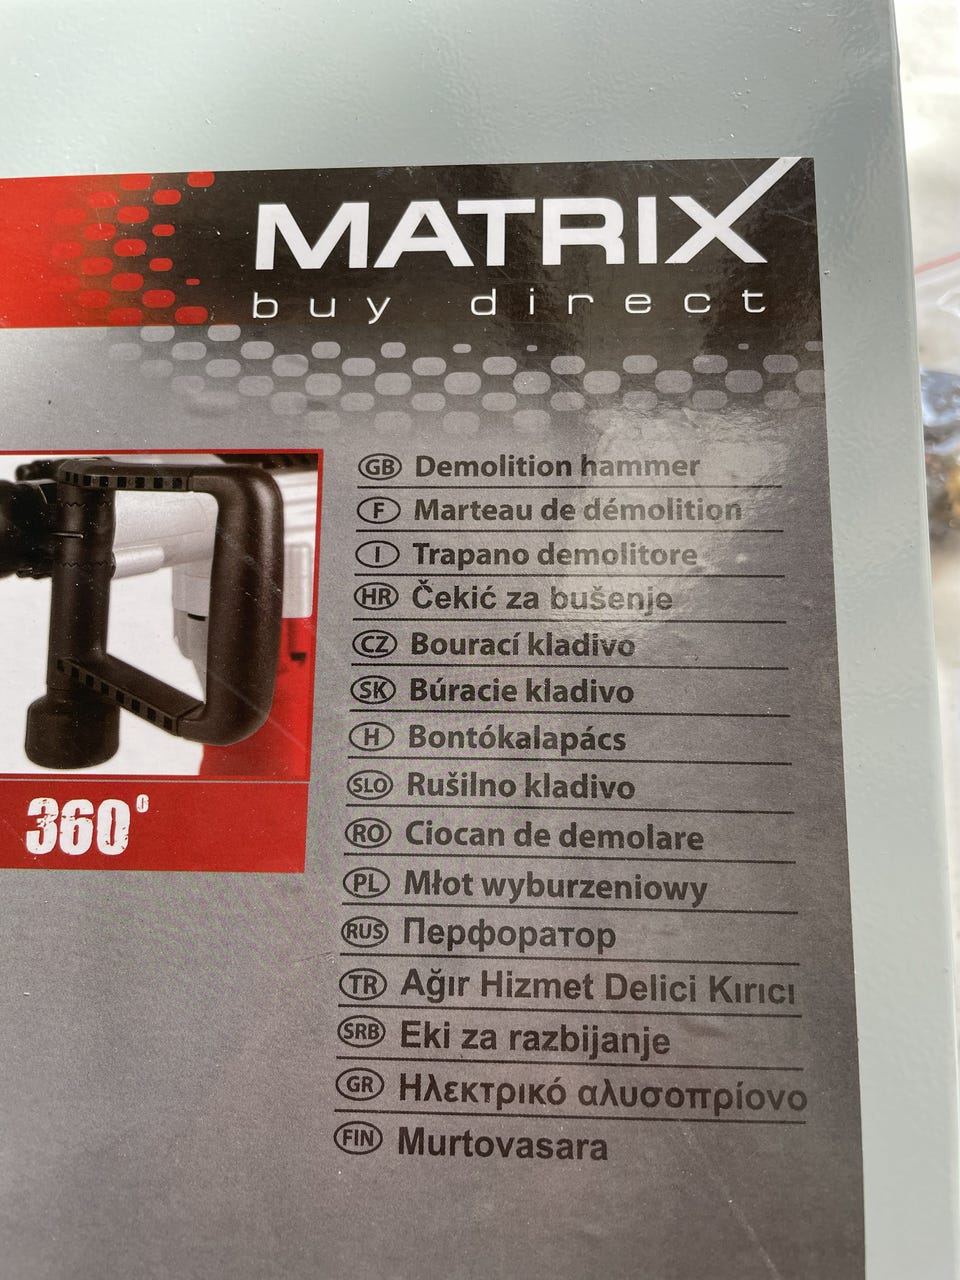 MATRIX
buy direct
GB Demolition hammer
F Marteau de démolition
I Trapano demolitore
HR Čekić za bušenje
CZ Bourací kladivo
SK Búracie kladivo
H Bontókalapács
SLO Rušilno kladivo
RO Ciocan de demolare
PL Młot wyburzeniowy
RUS Перфоратор
TR Ağır Hizmet Delici Kırıcı
SRB Eki za razbijanje
GR Ηλεκτρικό αλυσοπρίονο
FIN Murtovasara
360°